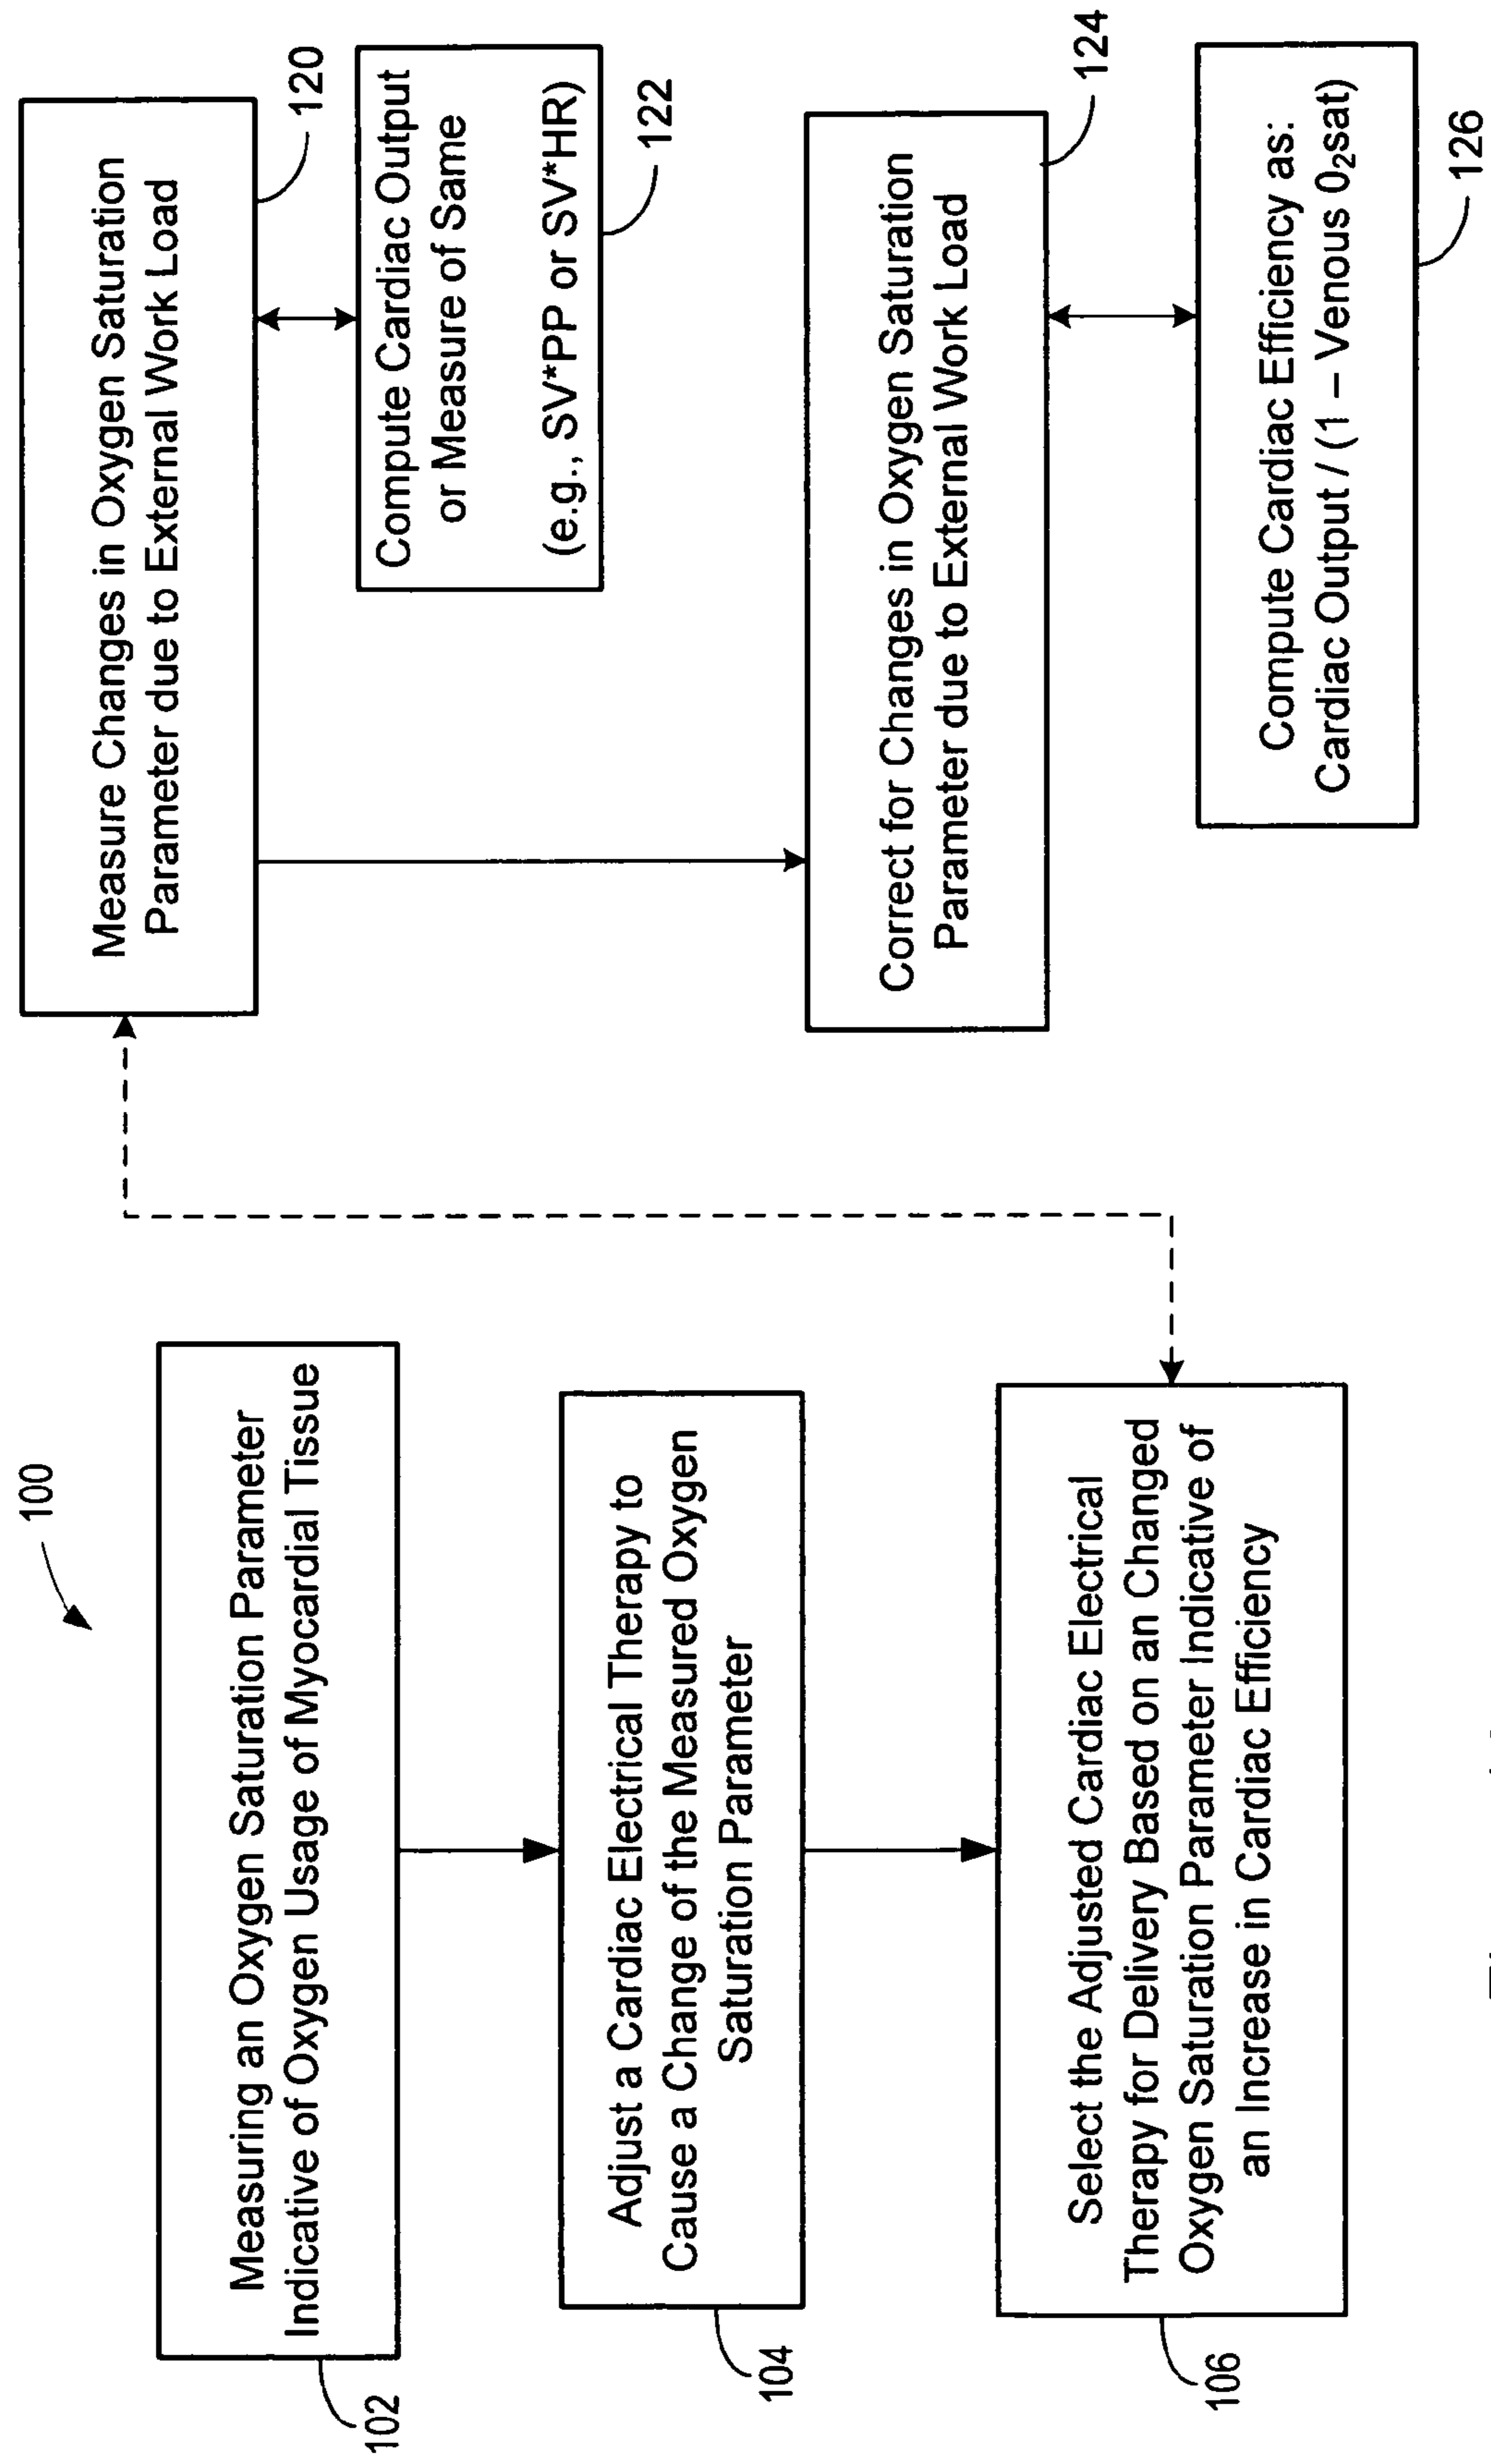 100
Measuring an Oxygen Saturation Parameter
Indicative of Oxygen Usage of Myocardial Tissue
102
Adjust a Cardiac Electrical Therapy to
Cause a Change of the Measured Oxygen
Saturation Parameter
104
Select the Adjusted Cardiac Electrical
Therapy for Delivery Based on an Changed
Oxygen Saturation Parameter Indicative of
an Increase in Cardiac Efficiency
106
Measure Changes in Oxygen Saturation
Parameter due to External Work Load
120
Compute Cardiac Output
or Measure of Same
(e.g., SV*PP or SV*HR)
122
Correct for Changes in Oxygen Saturation
Parameter due to External Work Load
124
Compute Cardiac Efficiency as:
Cardiac Output / (1 – Venous 0₂sat)
126